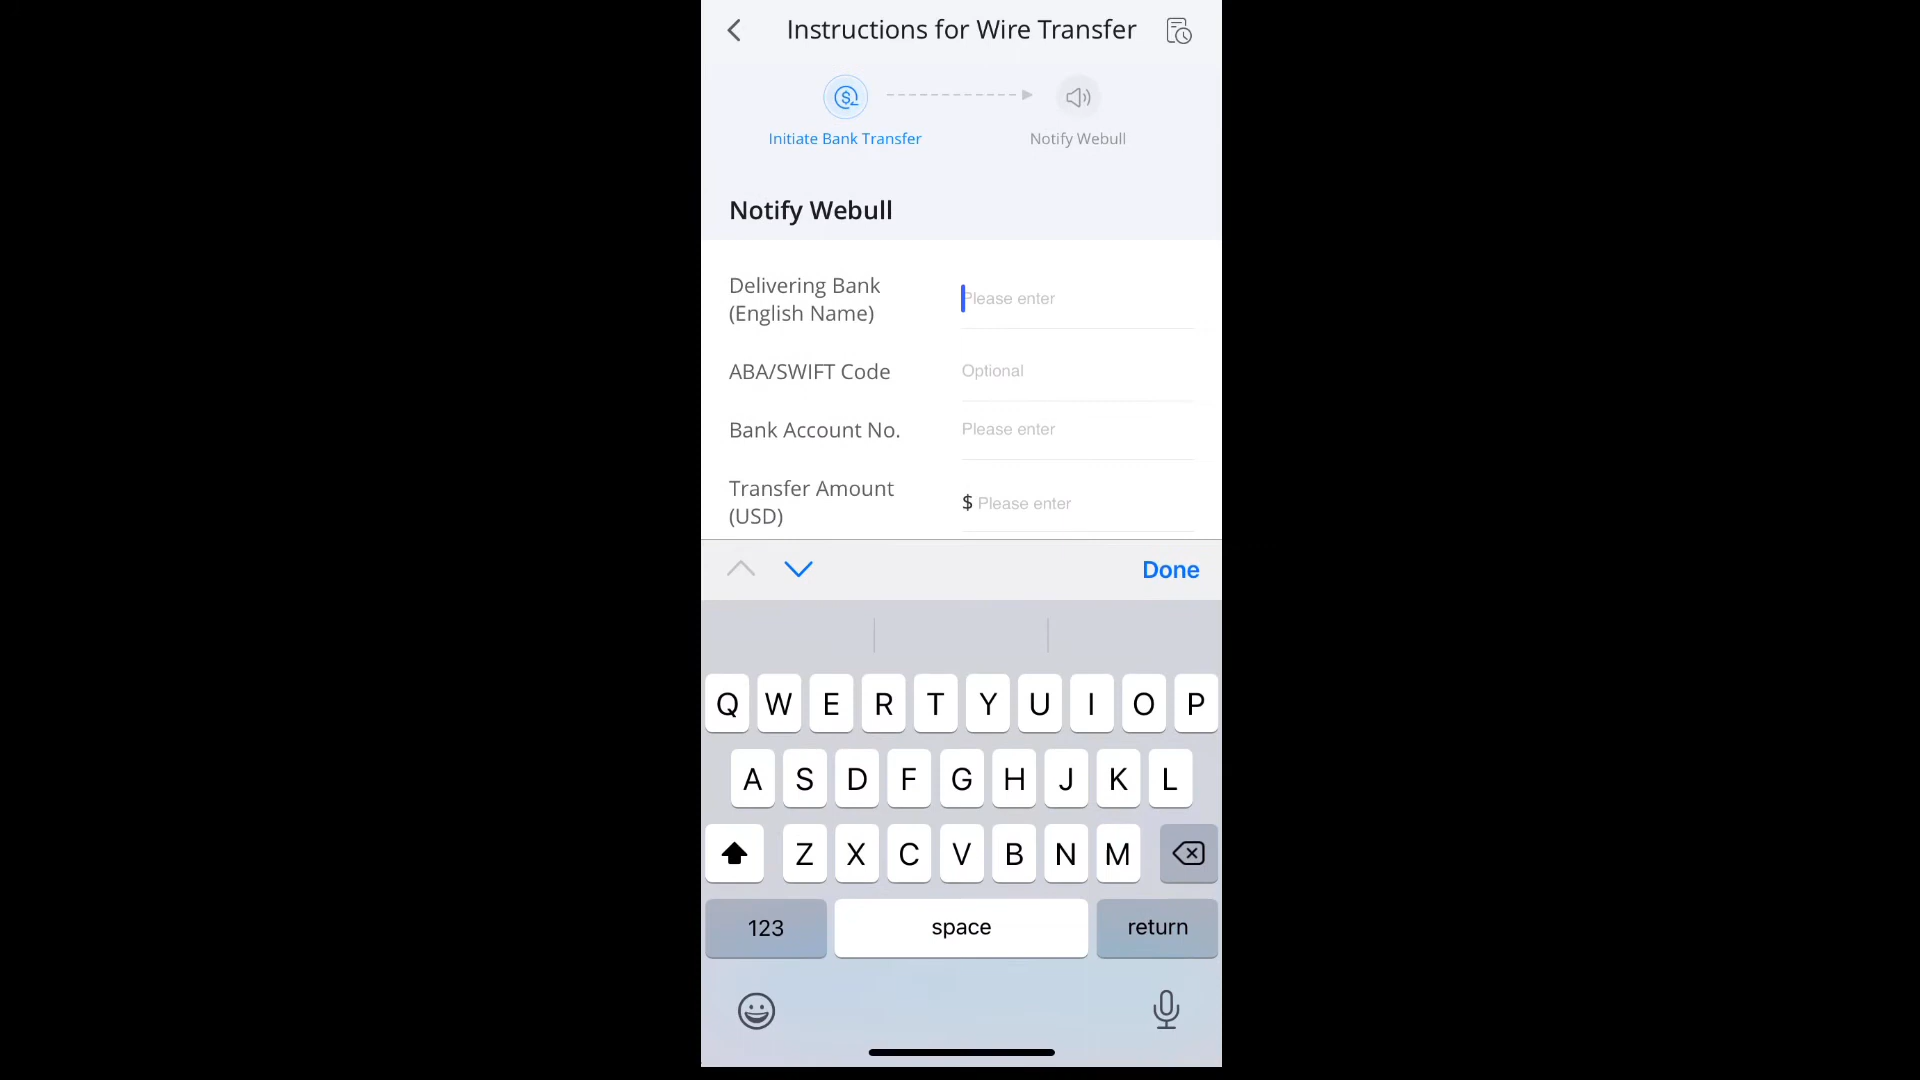 Instructions for Wire Transfer
Initiate Bank Transfer
Notify Webull
Notify Webull
Delivering Bank
(English Name)
Please enter
ABA/SWIFT Code
Optional
Bank Account No.
Please enter
Transfer Amount
(USD)
$ Please enter
Done
Q W E R T Y U I O P
A S D F G H J K L
Z X C V B N M
123
space
return